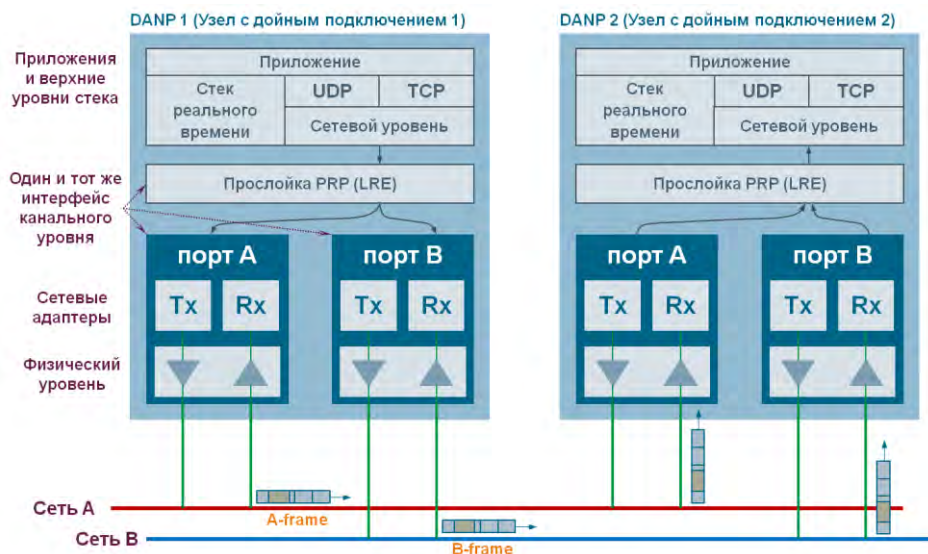 DANP 1 (Узел с дойным подключением 1)
DANP 2 (Узел с дойным подключением 2)
Приложения
и верхние
уровни стека
Приложение
Стек
реального
времени
UDP
TCP
Сетевой уровень
Приложение
Стек
реального
времени
UDP
TCP
Сетевой уровень
Один и тот же
интерфейс
канального
уровня
Прослойка PRP (LRE)
Прослойка PRP (LRE)
порт A
порт B
порт A
порт B
Сетевые
адаптеры
Tx
Rx
Tx
Rx
Tx
Rx
Tx
Rx
Физический
уровень
Сеть A
A-frame
Сеть B
B-frame